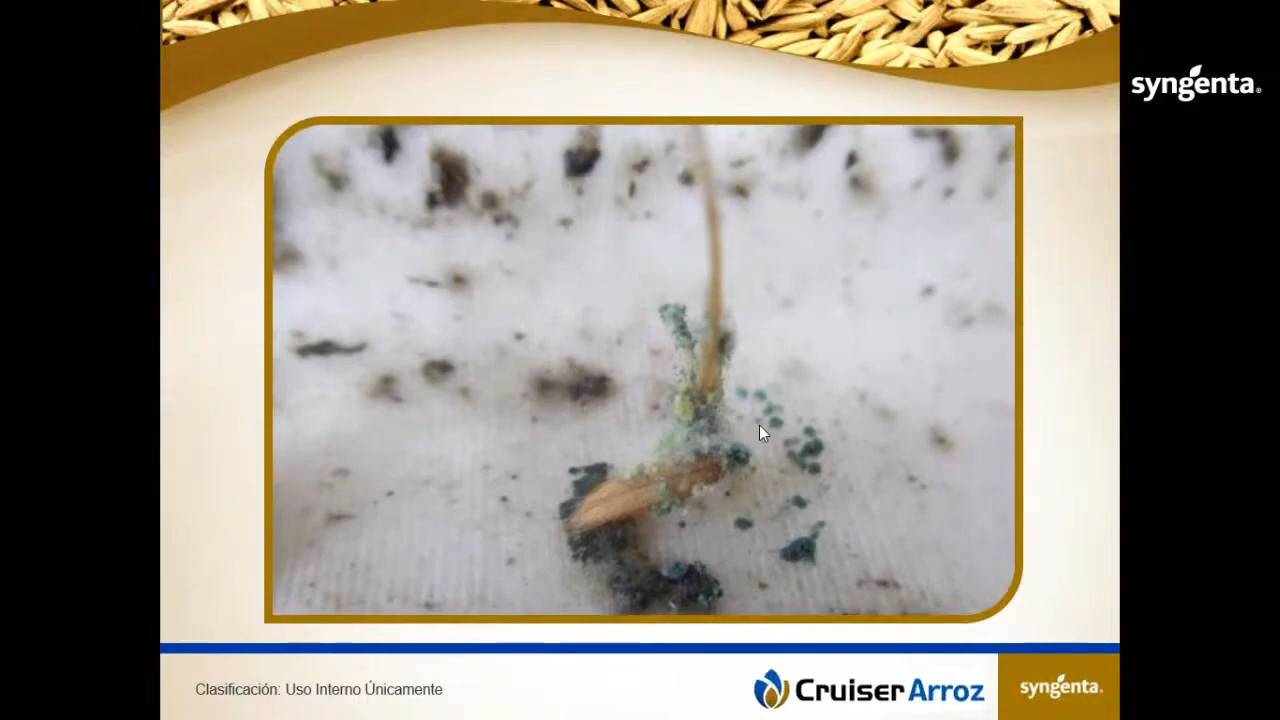 syngenta.
Clasificación: Uso Interno Únicamente
Cruiser Arroz
syngenta.